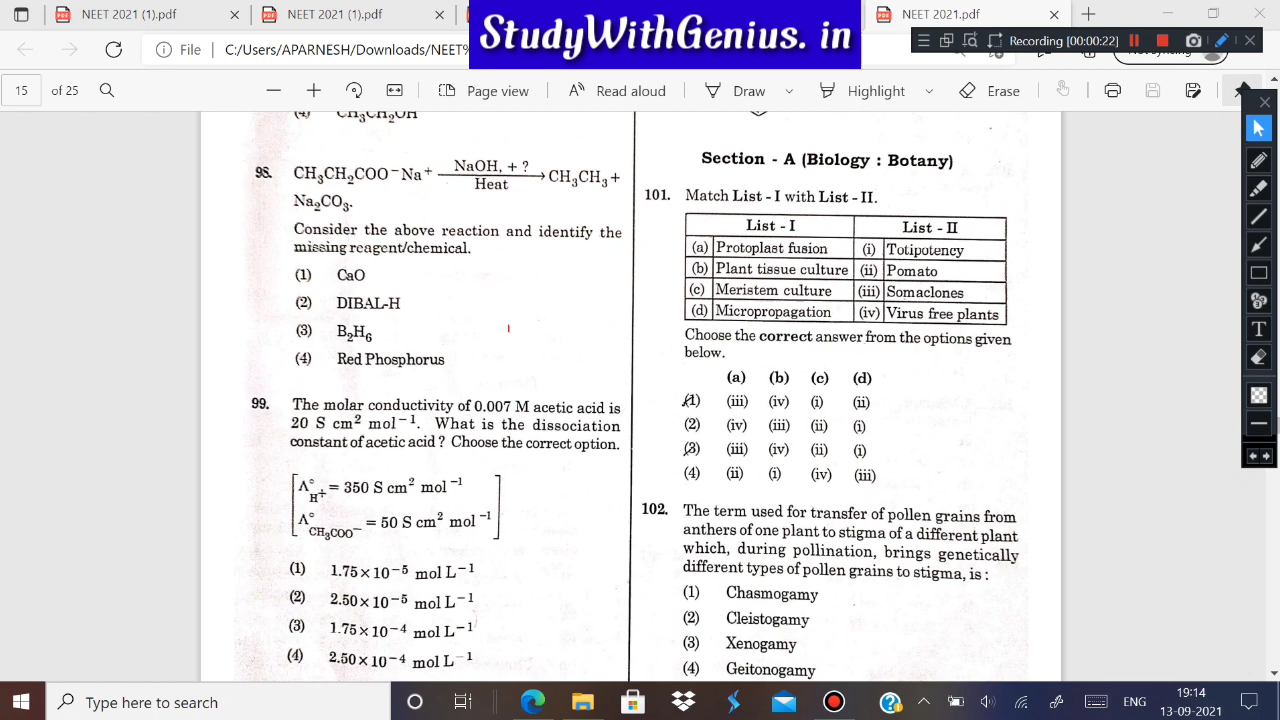 NEET 2021 (1).pdf
NEET 2021 (1).pdf
NEET 2021.pdf
StudyWithGenius. in
Recording [00:00:22]
File
C:/Users/APARNESH/Downloads/NEET%
15 of 25
Page view
Read aloud
Draw
Highlight
Erase
(4) CH₃CH₂OH
98. CH₃CH₂COO⁻Na⁺ NaOH, + ? / Heat → CH₃CH₃ +
Na₂CO₃.
Consider the above reaction and identify the
missing reagent/chemical.
(1) CaO
(2) DIBAL-H
(3) B₂H₆
(4) Red Phosphorus
99. The molar conductivity of 0.007 M acetic acid is
20 S cm² mol⁻¹. What is the dissociation
constant of acetic acid ? Choose the correct option.
Λ°H⁺ = 350 S cm² mol⁻¹
Λ°CH₃COO⁻ = 50 S cm² mol⁻¹
(1) 1.75×10⁻⁵ mol L⁻¹
(2) 2.50×10⁻⁵ mol L⁻¹
(3) 1.75×10⁻⁴ mol L⁻¹
(4) 2.50×10⁻⁴ mol L⁻¹
Section - A (Biology : Botany)
101. Match List - I with List - II.
List - I List - II
(a) Protoplast fusion (i) Totipotency
(b) Plant tissue culture (ii) Pomato
(c) Meristem culture (iii) Somaclones
(d) Micropropagation (iv) Virus free plants
Choose the correct answer from the options given
below.
(a) (b) (c) (d)
(1) (iii) (iv) (i) (ii)
(2) (iv) (iii) (ii) (i)
(3) (iii) (iv) (ii) (i)
(4) (ii) (i) (iv) (iii)
102. The term used for transfer of pollen grains from
anthers of one plant to stigma of a different plant
which, during pollination, brings genetically
different types of pollen grains to stigma, is :
(1) Chasmogamy
(2) Cleistogamy
(3) Xenogamy
(4) Geitonogamy
Type here to search
ENG
19:14
13-09-2021